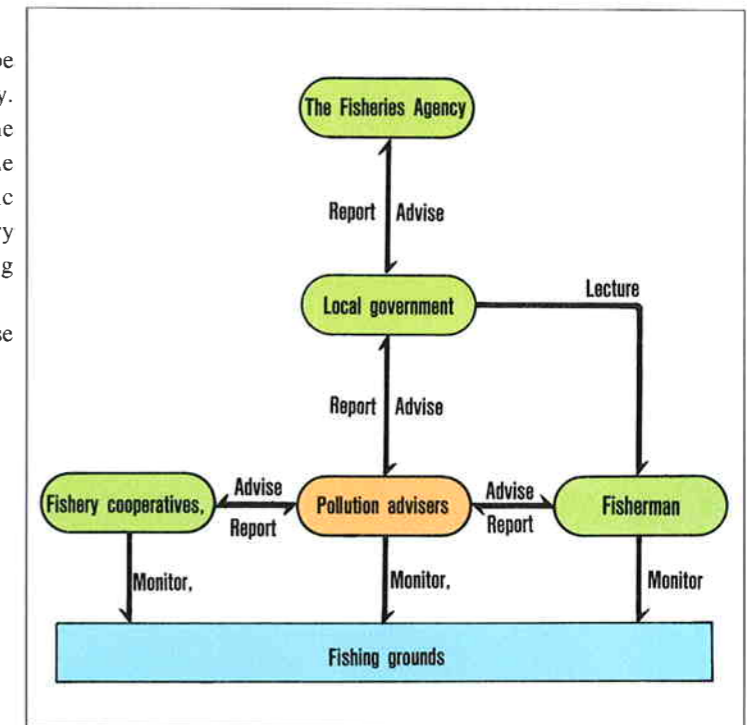 y.
ry
The Fisheries Agency
Report Advise
Local government
Lecture
Report Advise
Fishery cooperatives,
Advise
Report
Pollution advisers
Advise
Report
Fisherman
Monitor,
Monitor,
Monitor
Fishing grounds